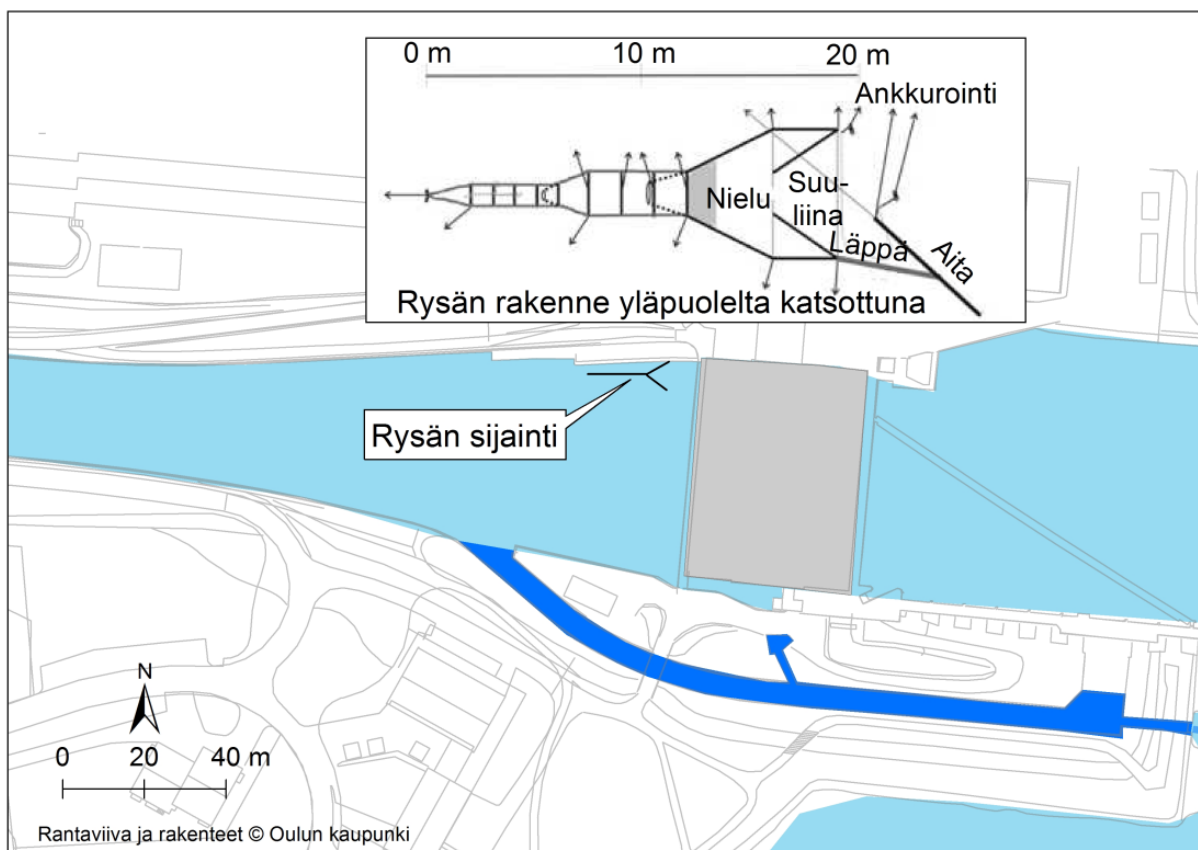 0 m 10 m 20 m
Ankkurointi
Nielu
Suu-
liina
Läppä
Aita
Rysän rakenne yläpuolelta katsottuna
Rysän sijainti
N
0 20 40 m
Rantaviiva ja rakenteet © Oulun kaupunki